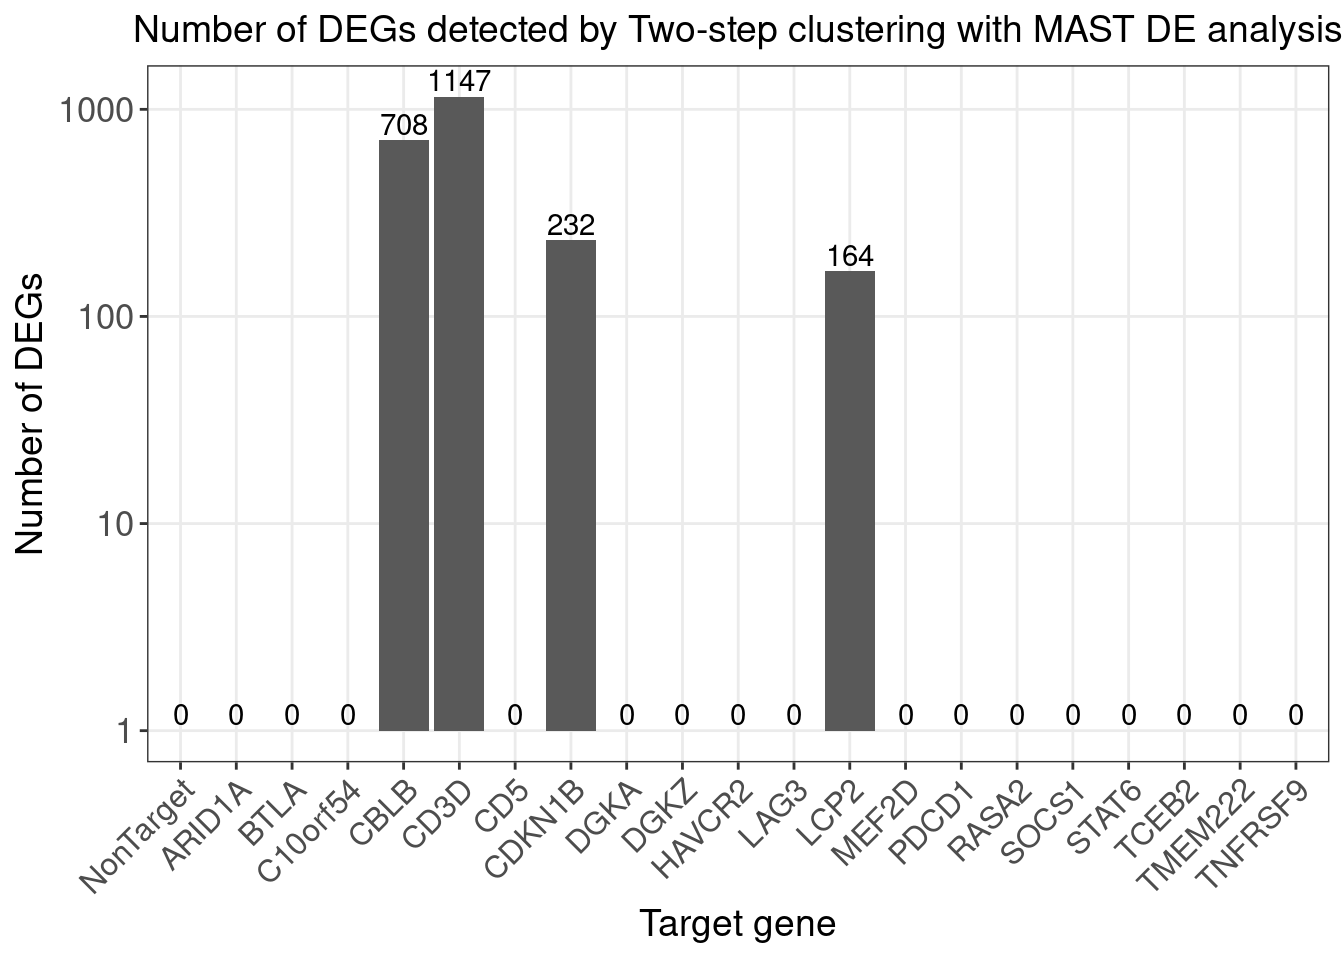 Number of DEGs detected by Two-step clustering with MAST DE analysis
Number of DEGs
1000
100
10
1
0
0
0
0
708
1147
0
232
0
0
0
0
164
0
0
0
0
0
0
0
0
NonTarget
ARID1A
BTLA
C10orf54
CBLB
CD3D
CD5
CDKN1B
DGKA
DGKZ
HAVCR2
LAG3
LCP2
MEF2D
PDCD1
RASA2
SOCS1
STAT6
TCEB2
TMEM222
TNFRSF9
Target gene